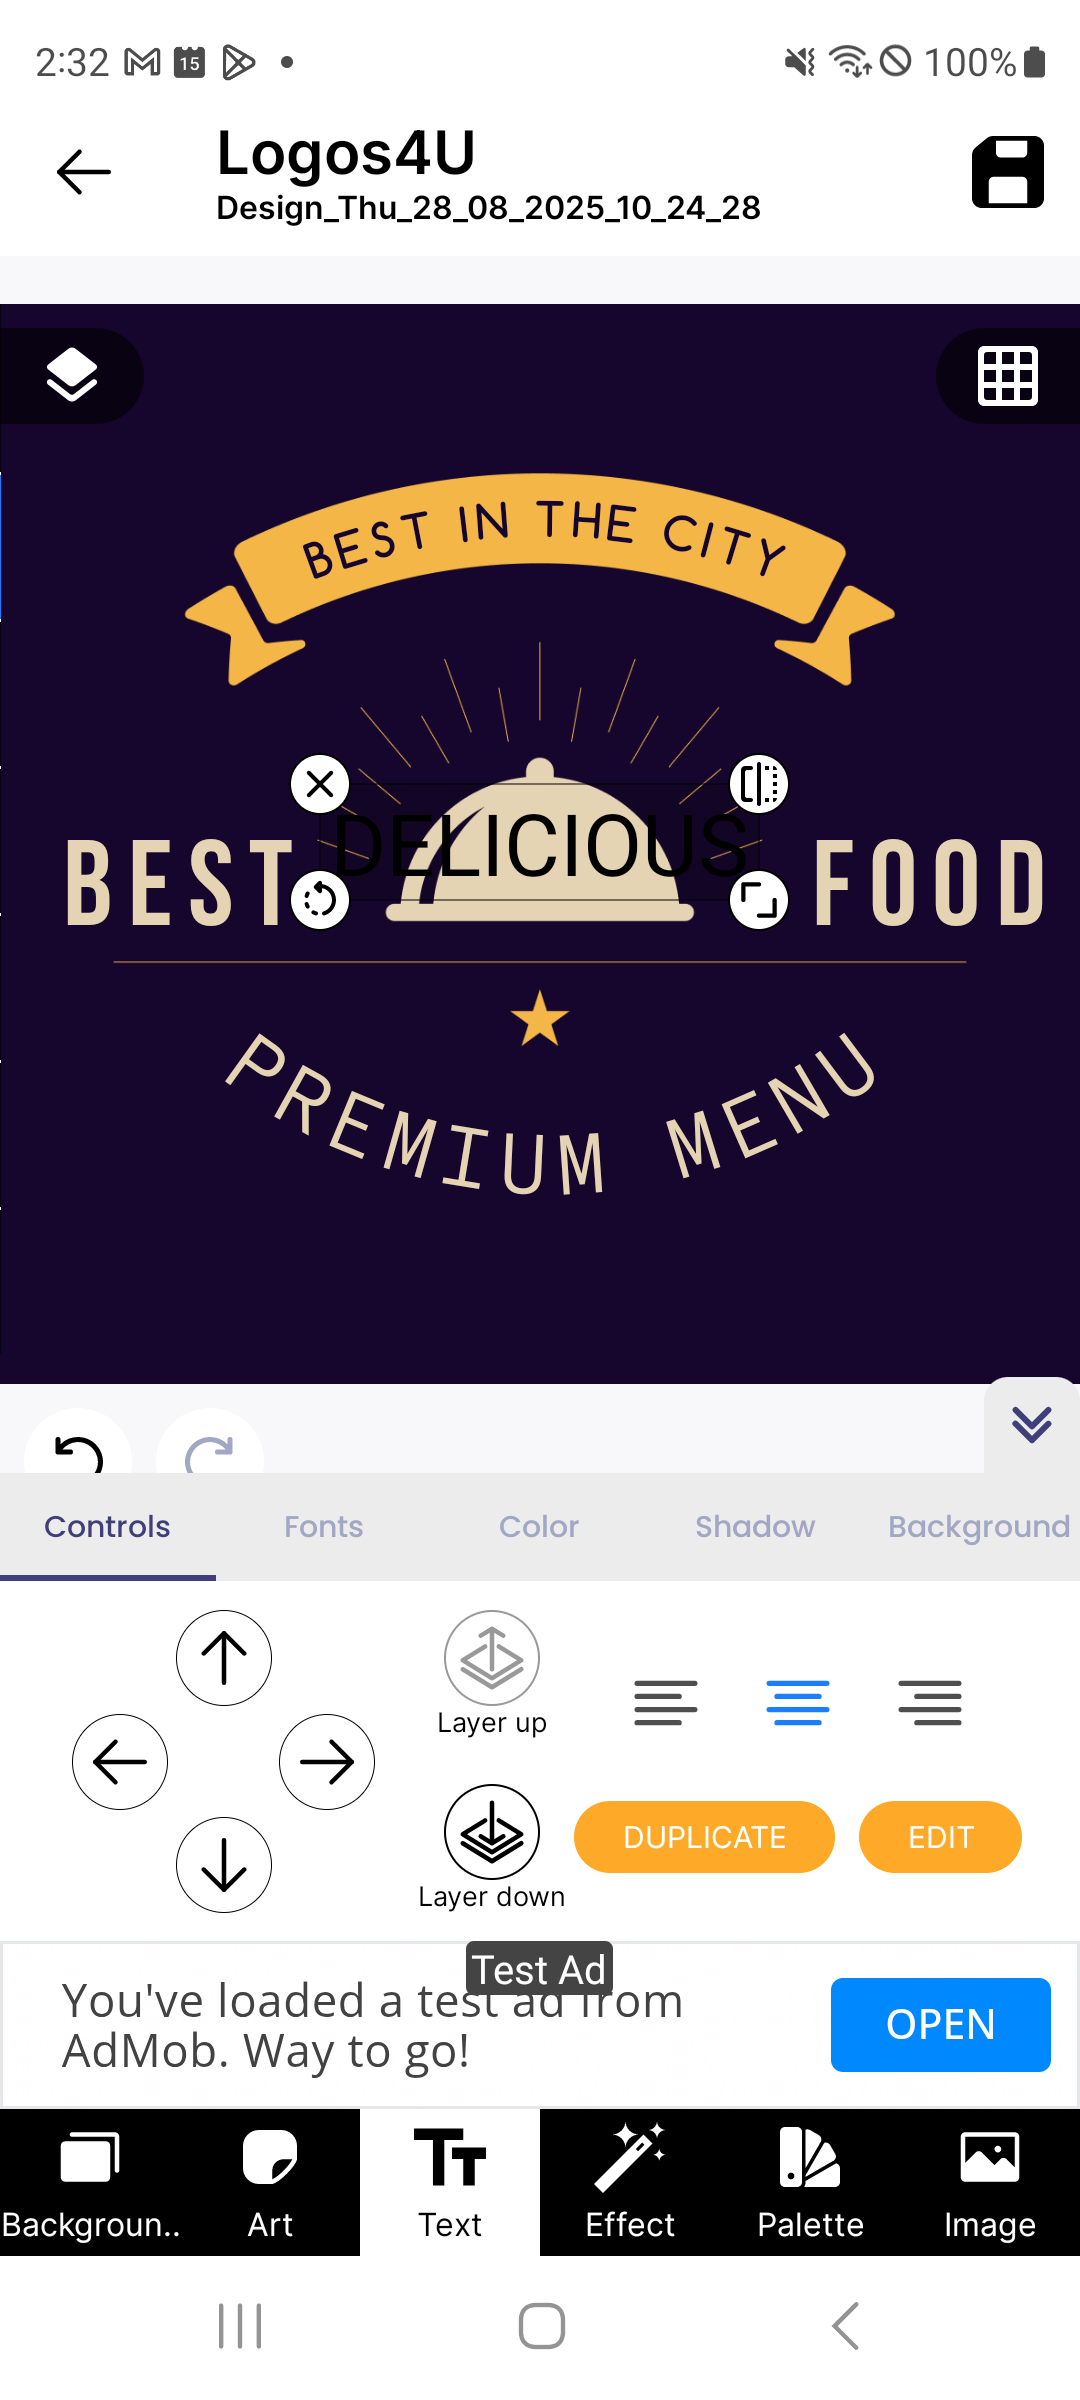 2:32
15
100%
Logos4U
Design_Thu_28_08_2025_10_24_28
BEST IN THE CITY
DELICIOUS
BEST FOOD
PREMIUM MENU
Controls Fonts Color Shadow Background
Layer up
Layer down
DUPLICATE EDIT
Test Ad
You've loaded a test ad from
AdMob. Way to go!
OPEN
Backgroun.. Art Text Effect Palette Image